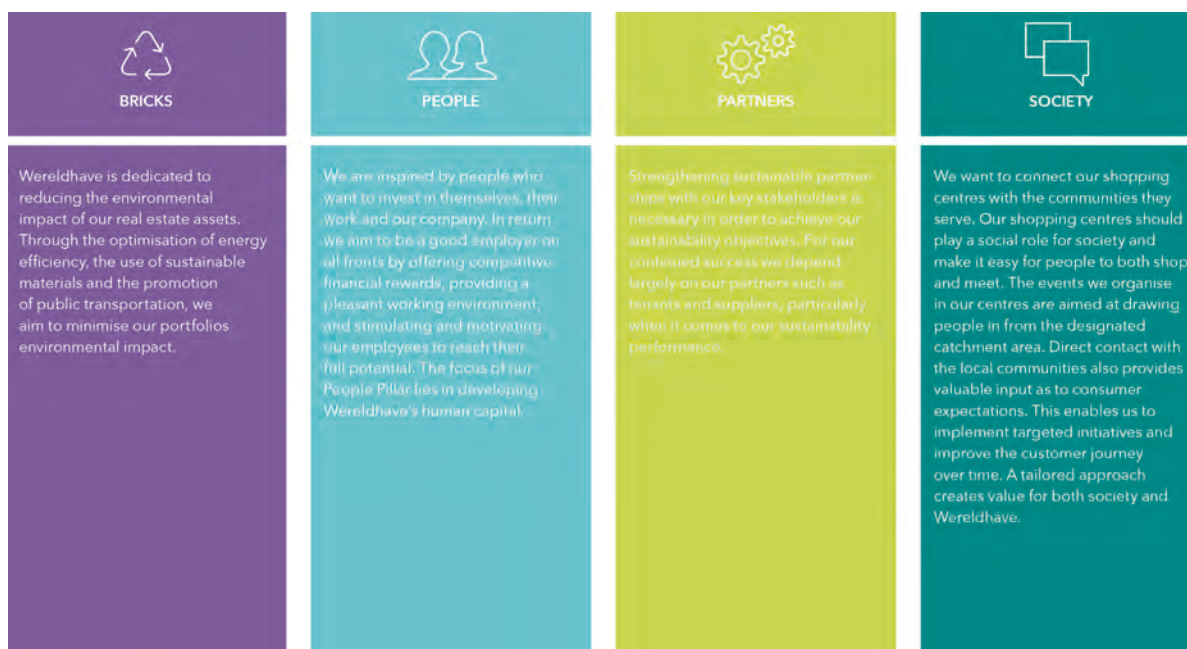 BRICKS
Wereldhave is dedicated to
reducing the environmental
impact of our real estate assets.
Through the optimisation of energy
efficiency, the use of sustainable
materials and the promotion
of public transportation, we
aim to minimise our portfolios
environmental impact.
PEOPLE
We are inspired by people who
want to invest in themselves, their
work and our company. In return
we aim to be a good employer on
all fronts by offering competitive
financial rewards, providing a
pleasant working environment,
and stimulating and motivating
our employees to reach their
full potential. The focus of our
People Pillar lies in developing
Wereldhave's human capital.
PARTNERS
Strengthening sustainable partner-
ships with our key stakeholders is
necessary in order to achieve our
sustainability objectives. For our
continued success we depend
largely on our partners such as
tenants and suppliers, particularly
when it comes to our sustainability
performance.
SOCIETY
We want to connect our shopping
centres with the communities they
serve. Our shopping centres should
play a social role for society and
make it easy for people to both shop
and meet. The events we organise
in our centres are aimed at drawing
people in from the designated
catchment area. Direct contact with
the local communities also provides
valuable input as to consumer
expectations. This enables us to
implement targeted initiatives and
improve the customer journey
over time. A tailored approach
creates value for both society and
Wereldhave.